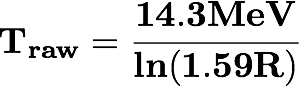 T_raw = 14.3MeV / ln(1.59R)